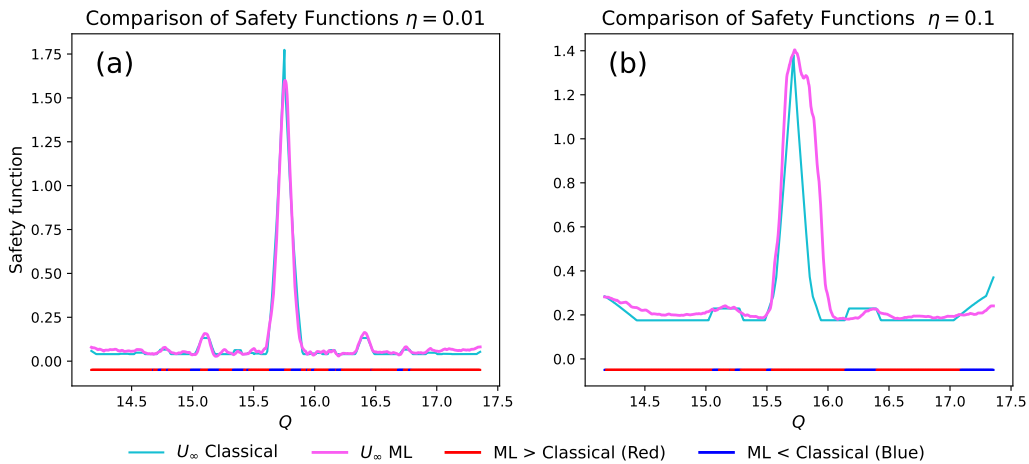 Comparison of Safety Functions η = 0.01
(a)
Safety function
1.75
1.50
1.25
1.00
0.75
0.50
0.25
0.00
14.5 15.0 15.5 16.0 16.5 17.0 17.5
Q
Comparison of Safety Functions η = 0.1
(b)
1.4
1.2
1.0
0.8
0.6
0.4
0.2
0.0
14.5 15.0 15.5 16.0 16.5 17.0 17.5
Q
U∞ Classical U∞ ML ML > Classical (Red) ML < Classical (Blue)